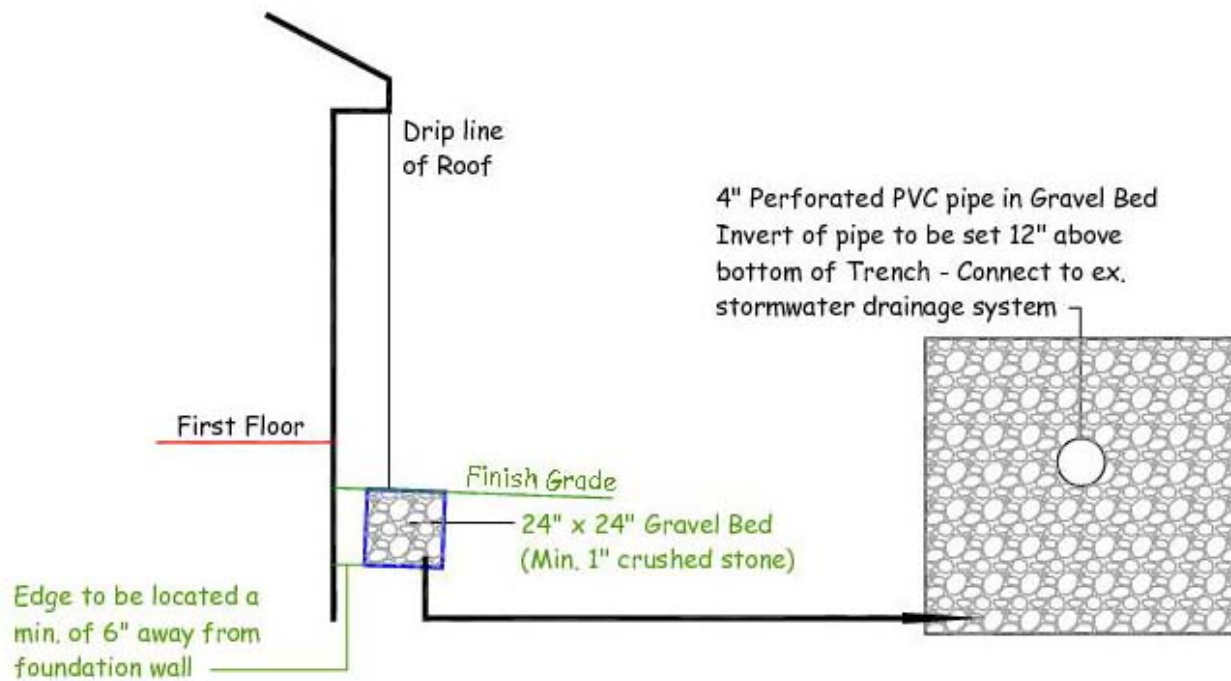 Drip line
of Roof
4" Perforated PVC pipe in Gravel Bed
Invert of pipe to be set 12" above
bottom of Trench - Connect to ex.
stormwater drainage system
First Floor
Finish Grade
24" x 24" Gravel Bed
(Min. 1" crushed stone)
Edge to be located a
min. of 6" away from
foundation wall